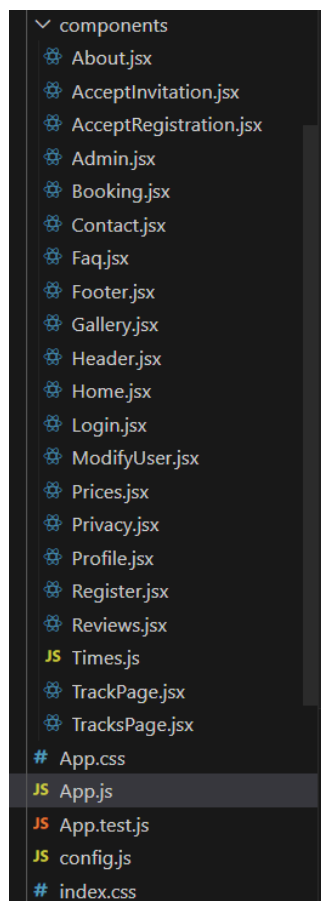 components
About.jsx
AcceptInvitation.jsx
AcceptRegistration.jsx
Admin.jsx
Booking.jsx
Contact.jsx
Faq.jsx
Footer.jsx
Gallery.jsx
Header.jsx
Home.jsx
Login.jsx
ModifyUser.jsx
Prices.jsx
Privacy.jsx
Profile.jsx
Register.jsx
Reviews.jsx
JS Times.js
TrackPage.jsx
TracksPage.jsx
# App.css
JS App.js
JS App.test.js
JS config.js
# index.css